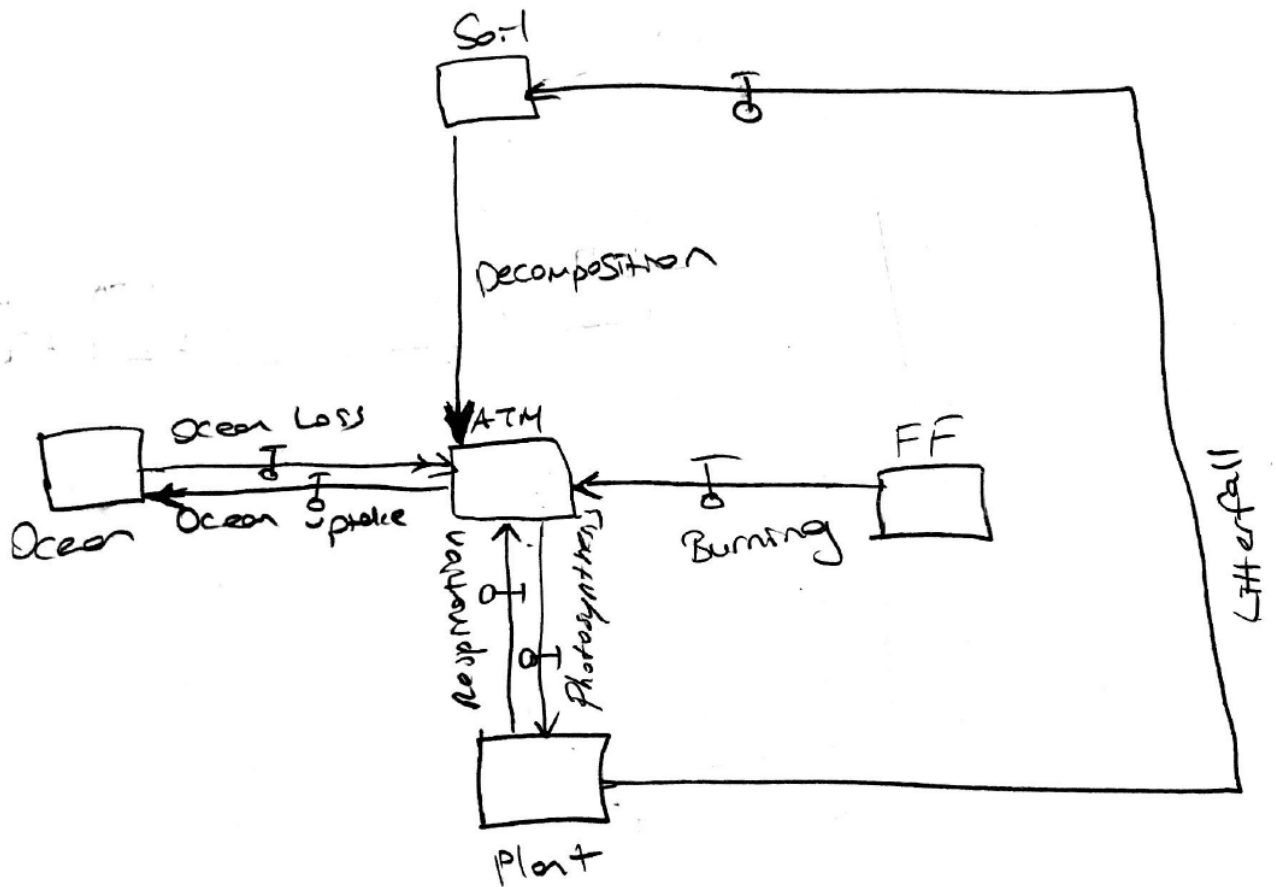 Soil
Decomposition
Ocean Loss
ATM
FF
Ocean uptake
Ocean
Burning
Respiration
Photosynthesis
Litterfall
Plant